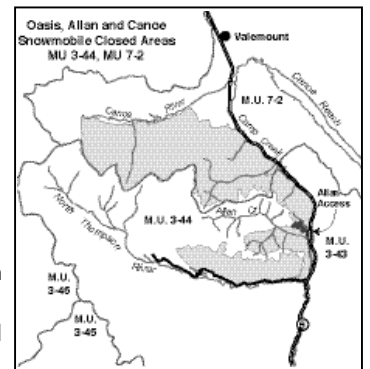 Oasis, Allan and Canoe
Snowmobile Closed Areas
MU 3-44, MU 7-2
Valemount
Canoe Reach
M.U. 7-2
Canoe River
Camp Creek
Allan
Access
M.U. 3-44
Allan Cr.
M.U.
3-43
North Thompson River
M.U.
3-46
M.U.
3-45
5